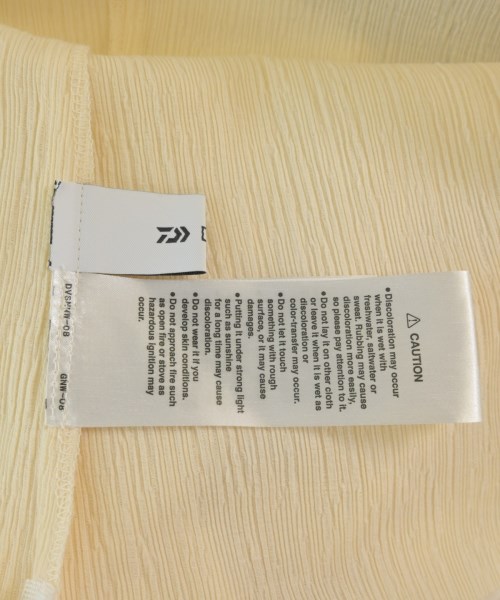 ⚠ CAUTION
●Discoloration may occur
when it is wet with
freshwater, saltwater or
sweat. Rubbing may cause
discoloration more easily,
so please pay attention to it.
●Do not lay it on other cloth
or leave it when it is wet as
discoloration or
color-transfer may occur.
●Do not let it touch
something with rough
surface, or it may cause
damages.
●Putting it under strong light
such as sunshine
for a long time may cause
discoloration.
●Do not wear it if you
develop skin conditions.
●Do not approach fire such
as open fire or stove as
hazardous ignition may
occur.